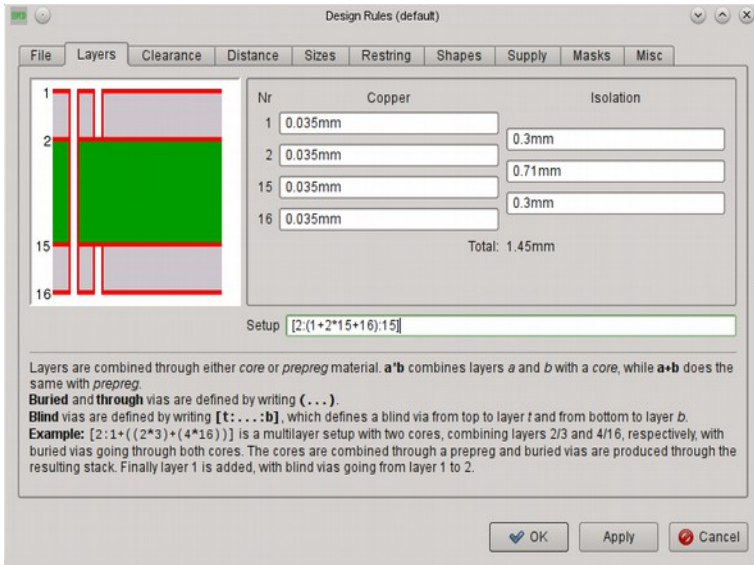 Design Rules (default)
File Layers Clearance Distance Sizes Restring Shapes Supply Masks Misc
1
2
15
16
Nr Copper Isolation
1 0.035mm
0.3mm
2 0.035mm
0.71mm
15 0.035mm
0.3mm
16 0.035mm
Total: 1.45mm
Setup [2:(1+2*15+16):15]
Layers are combined through either core or prepreg material. a*b combines layers a and b with a core, while a+b does the
same with prepreg.
Buried and through vias are defined by writing (...).
Blind vias are defined by writing [t:...:b], which defines a blind via from top to layer t and from bottom to layer b.
Example: [2:1+((2*3)+(4*16))] is a multilayer setup with two cores, combining layers 2/3 and 4/16, respectively, with
buried vias going through both cores. The cores are combined through a prepreg and buried vias are produced through the
resulting stack. Finally layer 1 is added, with blind vias going from layer 1 to 2.
OK Apply Cancel